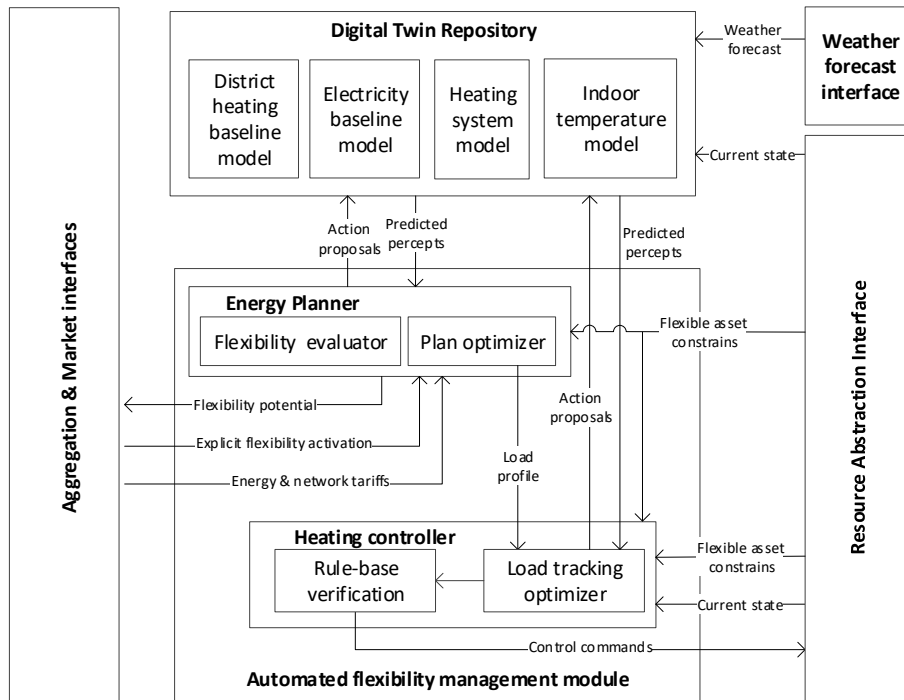 Digital Twin Repository
District
heating
baseline
model
Electricity
baseline
model
Heating
system
model
Indoor
temperature
model
Weather
forecast
Weather
forecast
interface
Current state
Action
proposals
Predicted
percepts
Predicted
percepts
Aggregation & Market interfaces
Resource Abstraction Interface
Energy Planner
Flexibility evaluator
Plan optimizer
Flexible asset
constrains
Flexibility potential
Action
proposals
Explicit flexibility activation
Load
profile
Energy & network tariffs
Heating controller
Rule-base
verification
Load tracking
optimizer
Flexible asset
constrains
Current state
Control commands
Automated flexibility management module